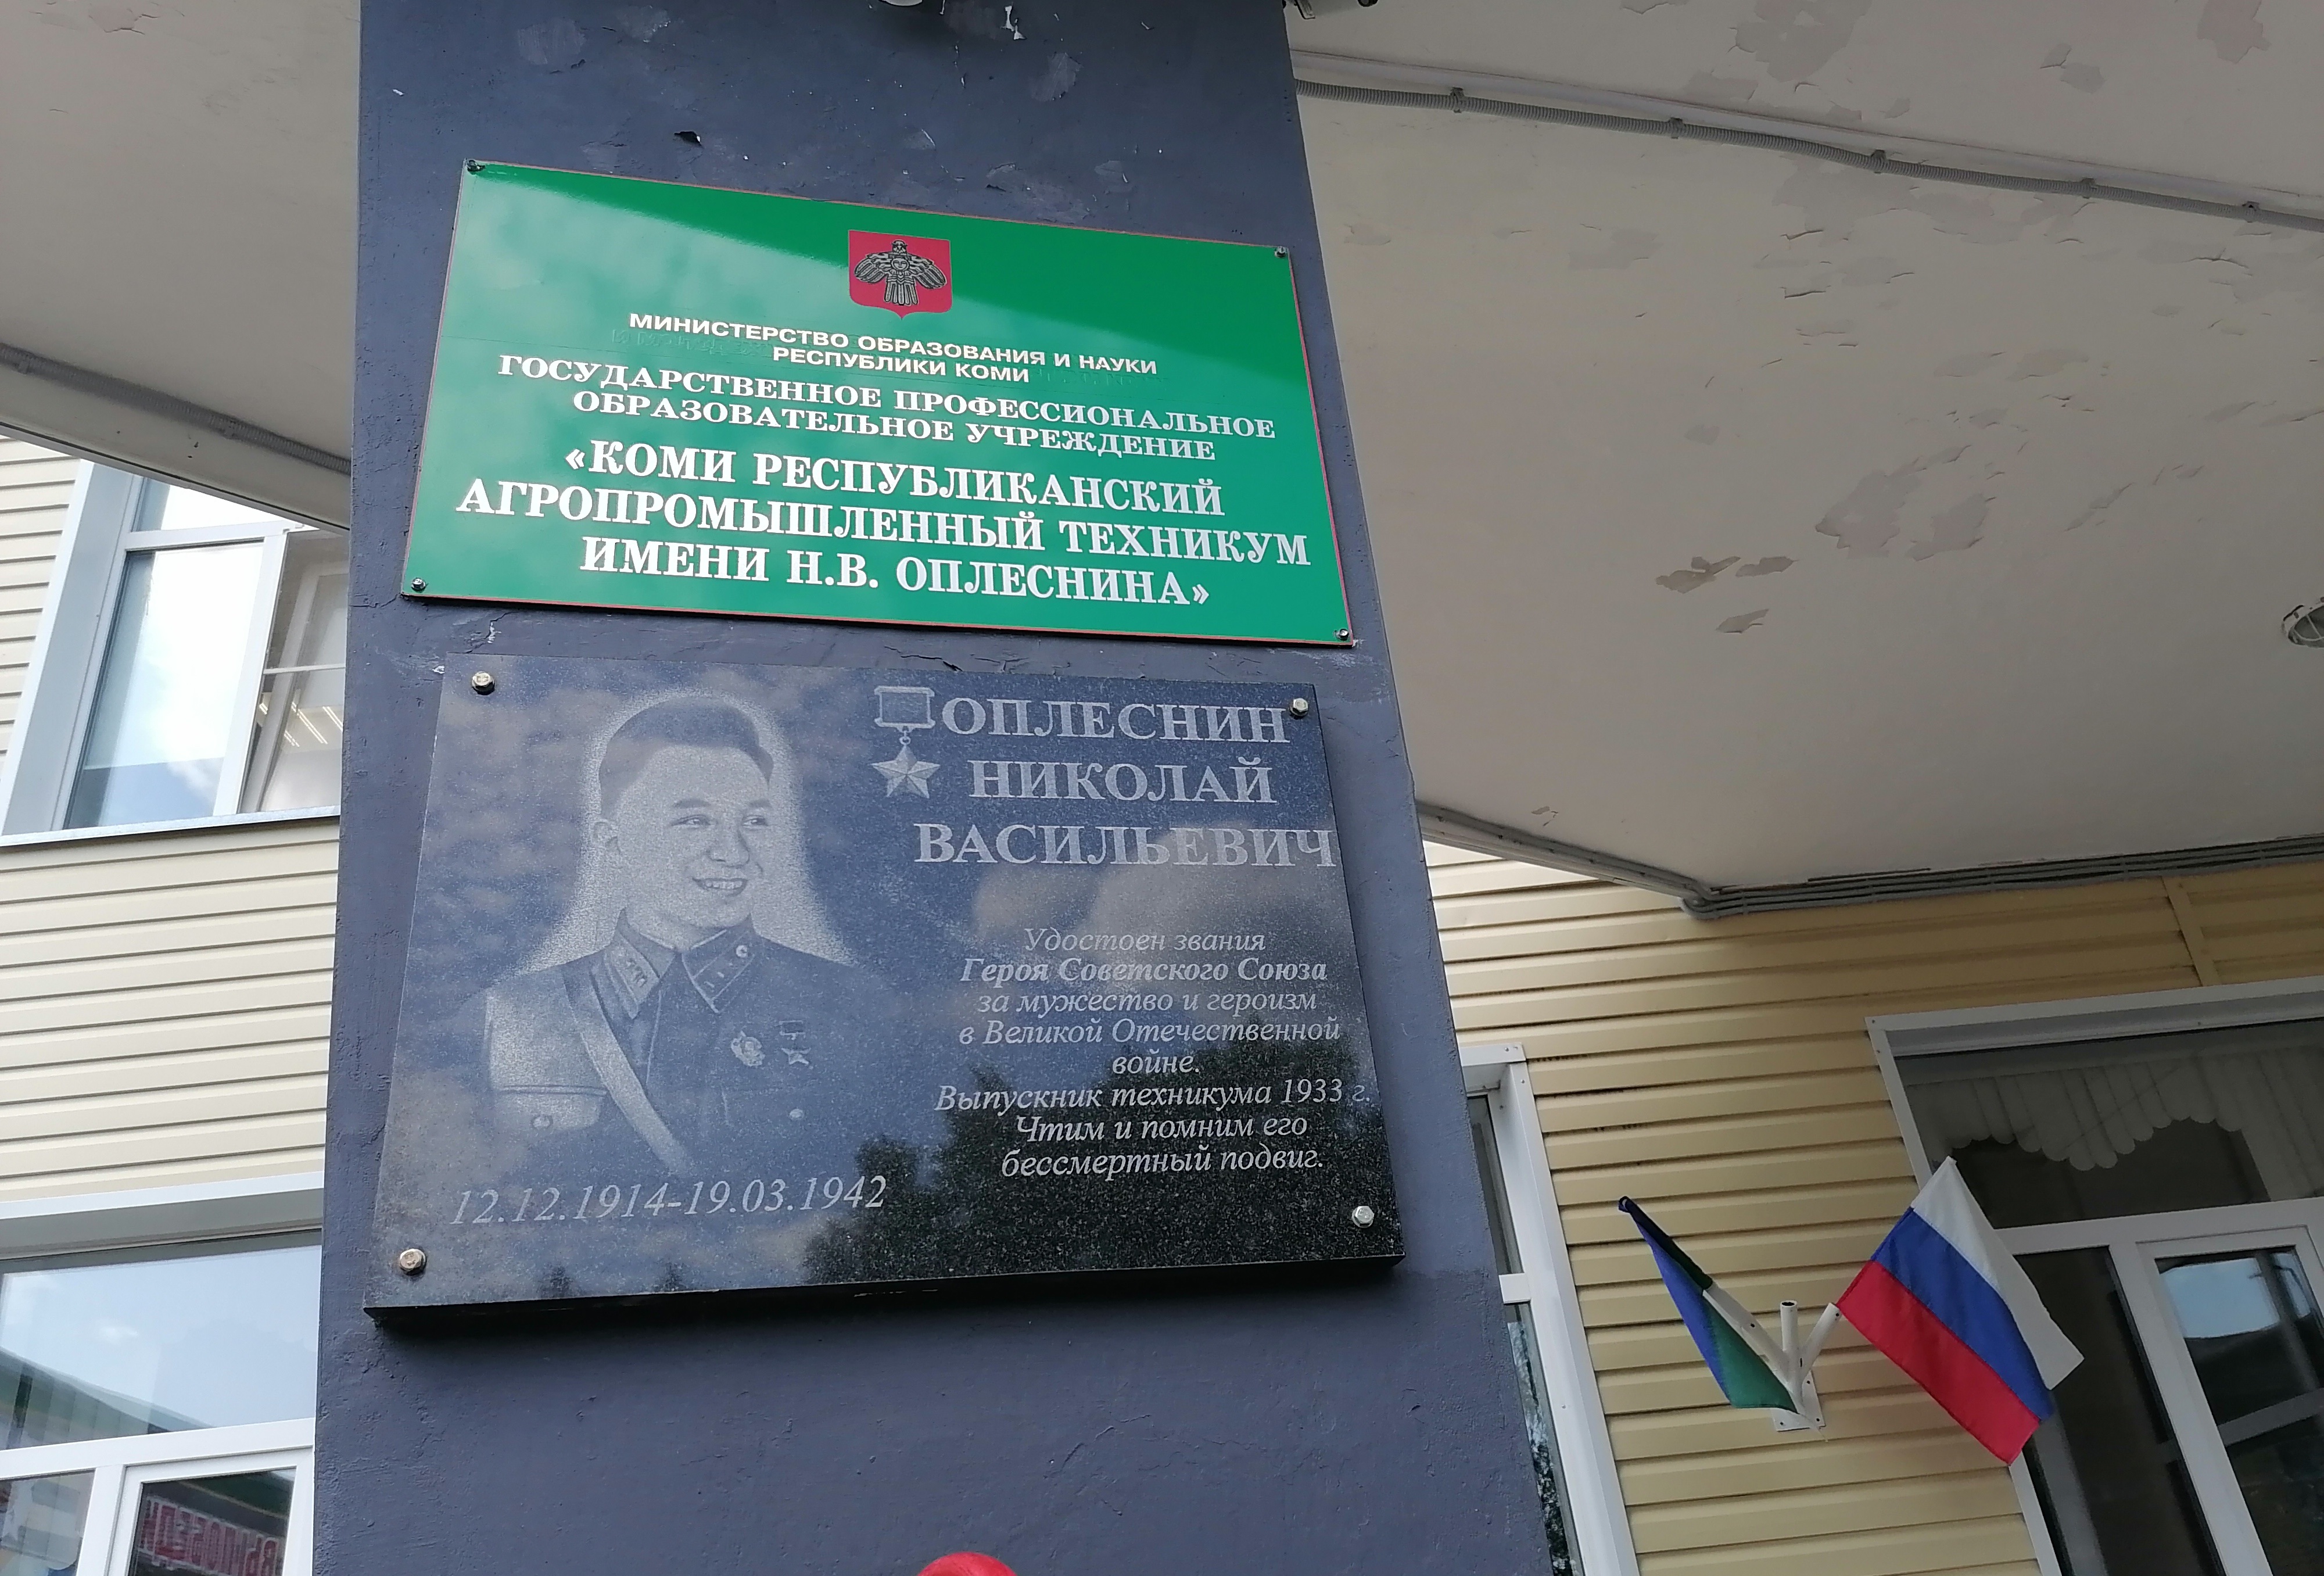 МИНИСТЕРСТВО ОБРАЗОВАНИЯ И НАУКИ
РЕСПУБЛИКИ КОМИ
ГОСУДАРСТВЕННОЕ ПРОФЕССИОНАЛЬНОЕ
ОБРАЗОВАТЕЛЬНОЕ УЧРЕЖДЕНИЕ
«КОМИ РЕСПУБЛИКАНСКИЙ
АГРОПРОМЫШЛЕННЫЙ ТЕХНИКУМ
ИМЕНИ Н.В. ОПЛЕСНИНА»
ОПЛЕСНИН
НИКОЛАЙ
ВАСИЛЬЕВИЧ
Удостоен звания
Героя Советского Союза
за мужество и героизм
в Великой Отечественной
войне.
Выпускник техникума 1933 г.
Чтим и помним его
бессмертный подвиг.
12.12.1914-19.03.1942